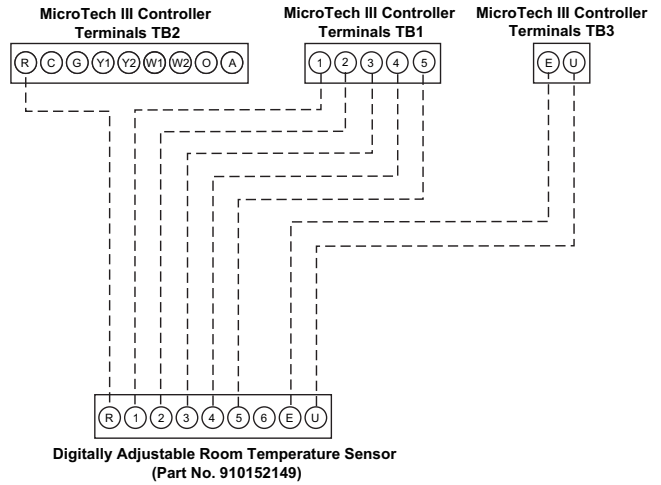 MicroTech III Controller
Terminals TB2
MicroTech III Controller
Terminals TB1
MicroTech III Controller
Terminals TB3
R C G Y1 Y2 W1 W2 O A
1 2 3 4 5
E U
R 1 2 3 4 5 6 E U
Digitally Adjustable Room Temperature Sensor
(Part No. 910152149)